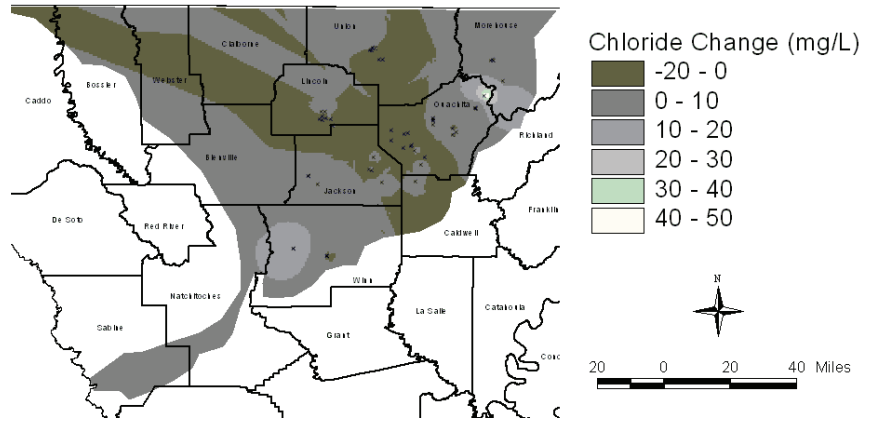 Union
Morehouse
Claiborne
Webster
Bossier
Caddo
Lincoln
Ouachita
Richland
Bienville
Jackson
De Soto
Red River
Franklin
Caldwell
Winn
Natchitoches
La Salle
Catahoula
Sabine
Grant
Conc
Chloride Change (mg/L)
-20 - 0
0 - 10
10 - 20
20 - 30
30 - 40
40 - 50
N
20 0 20 40 Miles